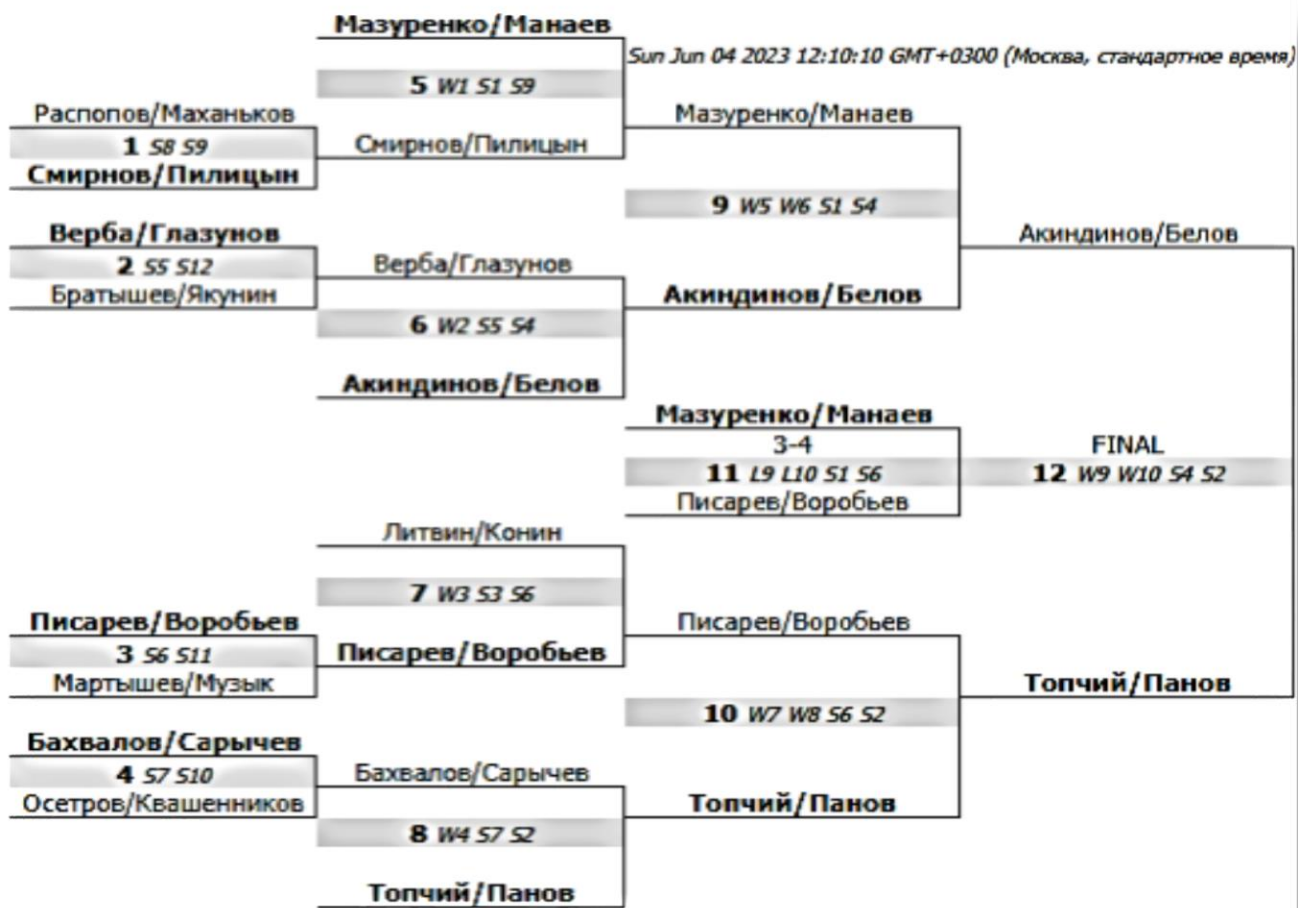 Мазуренко/Манаев
Sun Jun 04 2023 12:10:10 GMT+0300 (Москва, стандартное время)
5 W1 S1 S9
Распопов/Маханьков
Мазуренко/Манаев
1 S8 S9
Смирнов/Пилицын
Смирнов/Пилицын
9 W5 W6 S1 S4
Верба/Глазунов
Акиндинов/Белов
2 S5 S12
Верба/Глазунов
Братышев/Якунин
Акиндинов/Белов
6 W2 S5 S4
Акиндинов/Белов
Мазуренко/Манаев
3-4
FINAL
11 L9 L10 S1 S6
12 W9 W10 S4 S2
Писарев/Воробьев
Литвин/Конин
7 W3 S3 S6
Писарев/Воробьев
Писарев/Воробьев
3 S6 S11
Писарев/Воробьев
Мартышев/Музык
Топчий/Панов
10 W7 W8 S6 S2
Бахвалов/Сарычев
4 S7 S10
Бахвалов/Сарычев
Осетров/Квашенников
Топчий/Панов
8 W4 S7 S2
Топчий/Панов